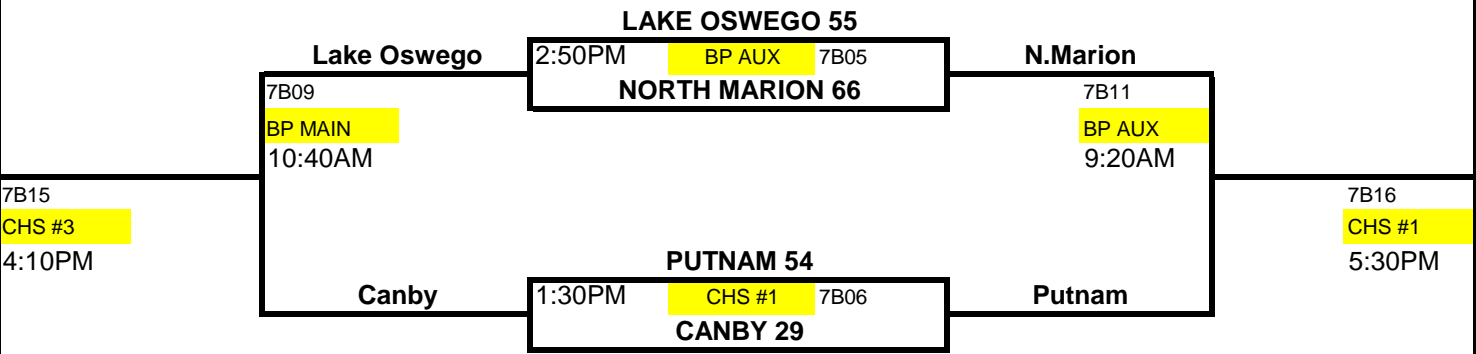 LAKE OSWEGO 55
Lake Oswego 2:50PM BP AUX 7B05 N.Marion
7B09 NORTH MARION 66 7B11
BP MAIN BP AUX
10:40AM 9:20AM
7B15 7B16
CHS #3 CHS #1
4:10PM PUTNAM 54 5:30PM
Canby 1:30PM CHS #1 7B06 Putnam
CANBY 29